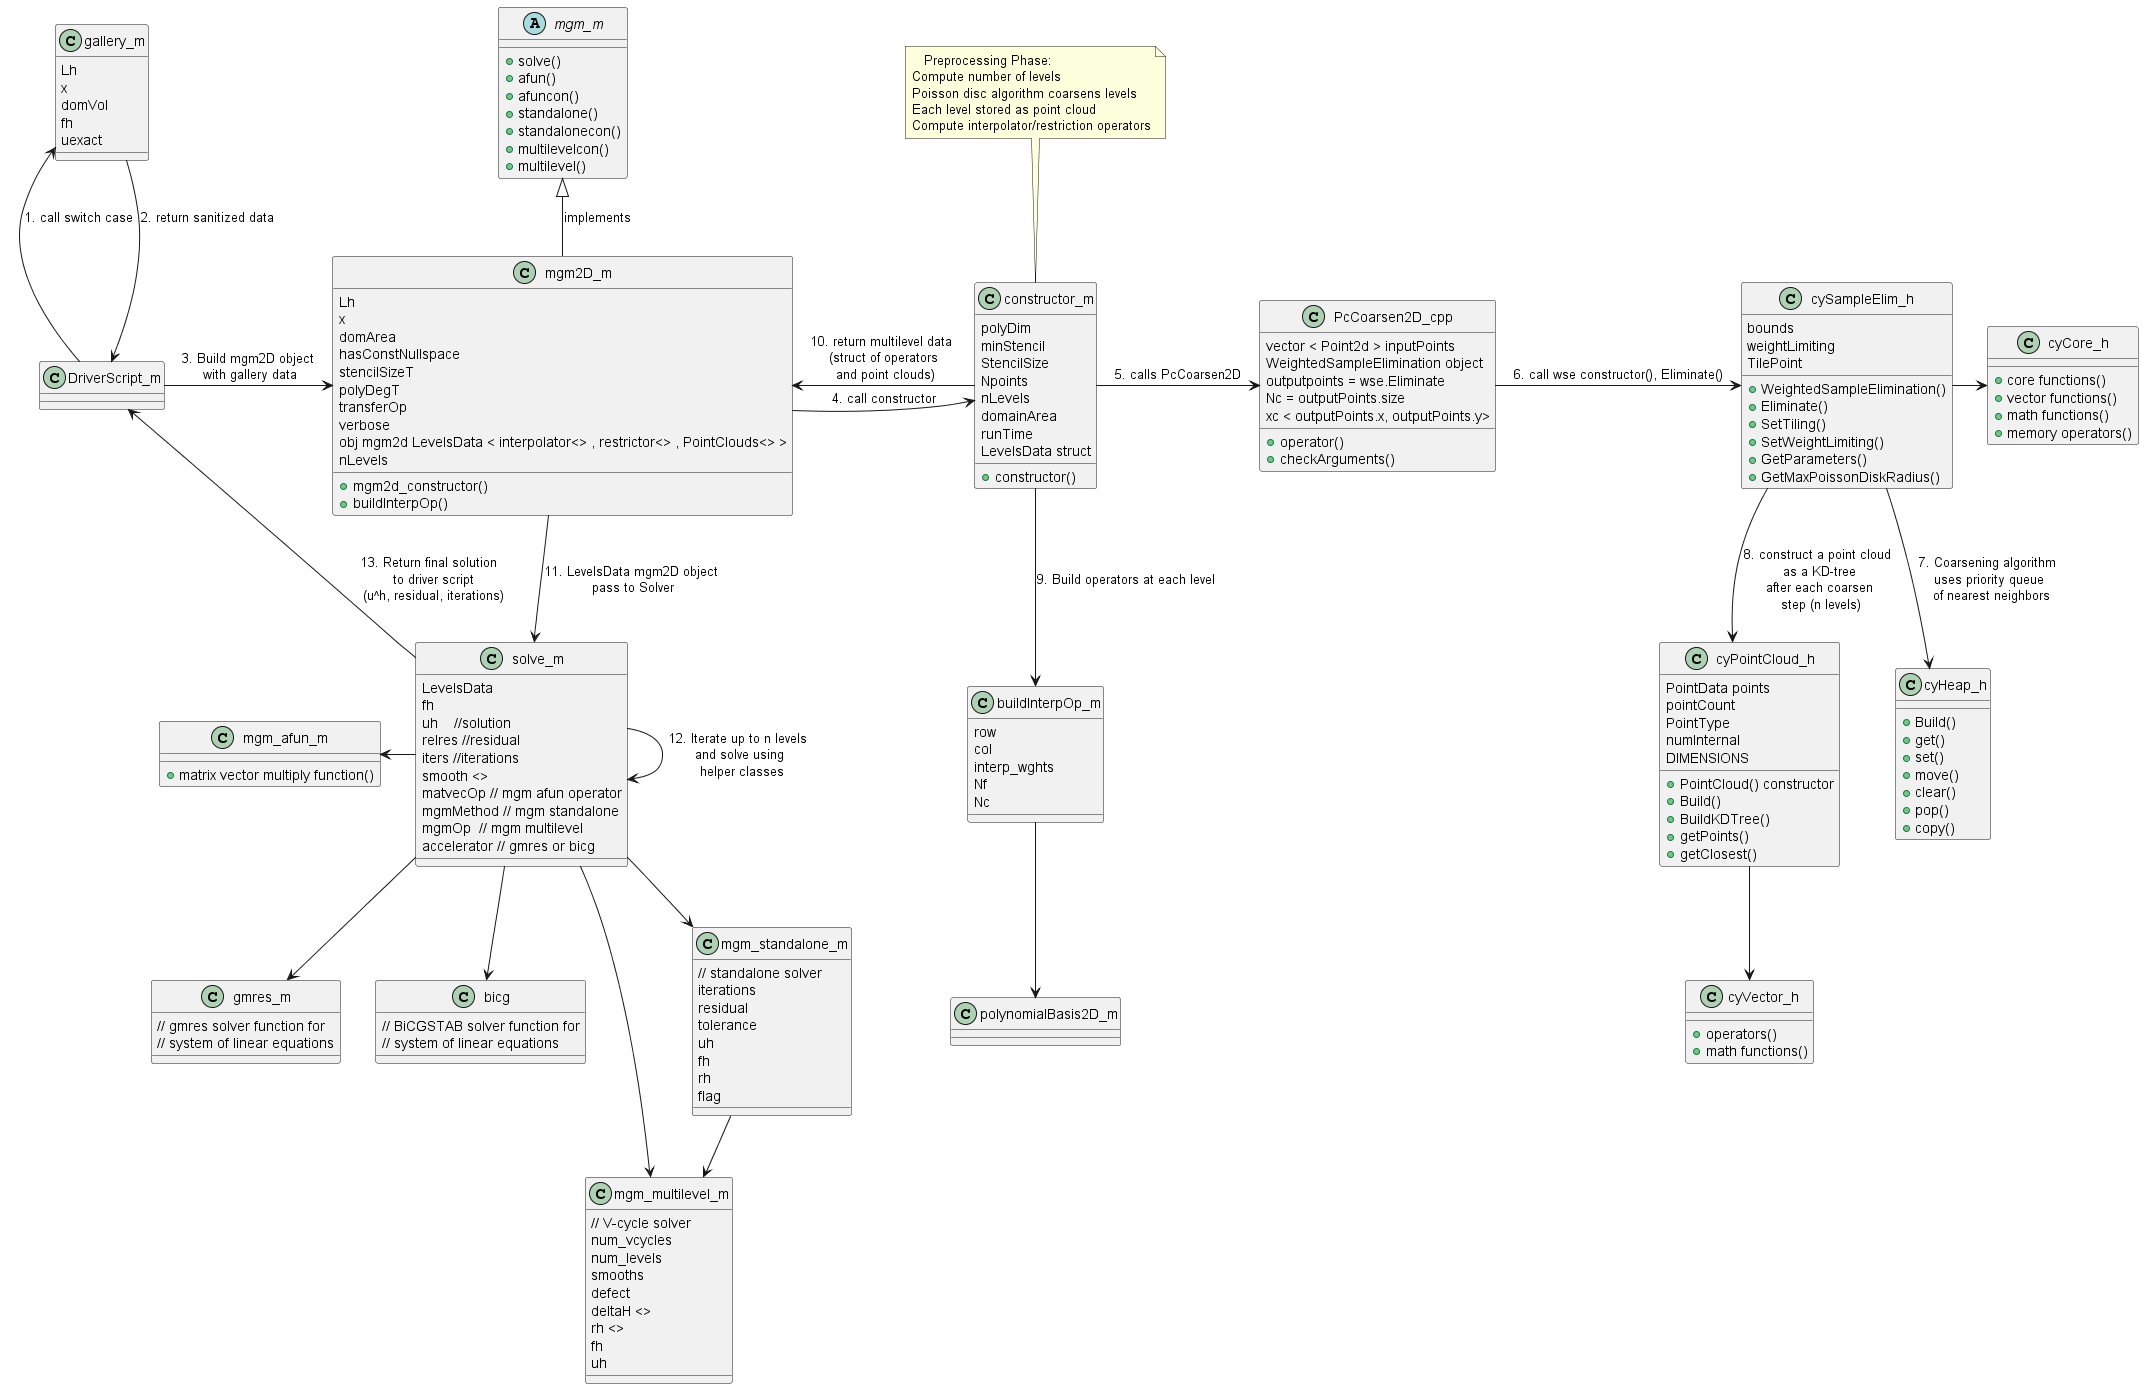 C gallery_m
Lh
x
domVol
fh
uexact
A mgm_m
solve()
afun()
afuncon()
standalone()
standalonecon()
multilevelcon()
multilevel()
Preprocessing Phase:
Compute number of levels
Poisson disc algorithm coarsens levels
Each level stored as point cloud
Compute interpolator/restriction operators
1. call switch case
2. return sanitized data
implements
C DriverScript_m
3. Build mgm2D object
with gallery data
C mgm2D_m
Lh
x
domArea
hasConstNullspace
stencilSizeT
polyDegT
transferOp
verbose
obj mgm2d LevelsData < interpolator<> , restrictor<> , PointClouds<> >
nLevels
mgm2d_constructor()
buildInterpOp()
10. return multilevel data
(struct of operators
and point clouds)
4. call constructor
C constructor_m
polyDim
minStencil
StencilSize
Npoints
nLevels
domainArea
runTime
LevelsData struct
constructor()
5. calls PcCoarsen2D
C PcCoarsen2D_cpp
vector < Point2d > inputPoints
WeightedSampleElimination object
outputpoints = wse.Eliminate
Nc = outputPoints.size
xc < outputPoints.x, outputPoints.y>
operator()
checkArguments()
6. call wse constructor(), Eliminate()
C cySampleElim_h
bounds
weightLimiting
TilePoint
WeightedSampleElimination()
Eliminate()
SetTiling()
SetWeightLimiting()
GetParameters()
GetMaxPoissonDiskRadius()
C cyCore_h
core functions()
vector functions()
math functions()
memory operators()
13. Return final solution
to driver script
(u^h, residual, iterations)
11. LevelsData mgm2D object
pass to Solver
9. Build operators at each level
8. construct a point cloud
as a KD-tree
after each coarsen
step (n levels)
7. Coarsening algorithm
uses priority queue
of nearest neighbors
C mgm_afun_m
matrix vector multiply function()
C solve_m
LevelsData
fh
uh //solution
relres //residual
iters //iterations
smooth <>
matvecOp // mgm afun operator
mgmMethod // mgm standalone
mgmOp // mgm multilevel
accelerator // gmres or bicg
12. Iterate up to n levels
and solve using
helper classes
C buildInterpOp_m
row
col
interp_wghts
Nf
Nc
C cyPointCloud_h
PointData points
pointCount
PointType
numInternal
DIMENSIONS
PointCloud() constructor
Build()
BuildKDTree()
getPoints()
getClosest()
C cyHeap_h
Build()
get()
set()
move()
clear()
pop()
copy()
C gmres_m
// gmres solver function for
// system of linear equations
C bicg
// BiCGSTAB solver function for
// system of linear equations
C mgm_standalone_m
// standalone solver
iterations
residual
tolerance
uh
fh
rh
flag
C polynomialBasis2D_m
C cyVector_h
operators()
math functions()
C mgm_multilevel_m
// V-cycle solver
num_vcycles
num_levels
smooths
defect
deltaH <>
rh <>
fh
uh